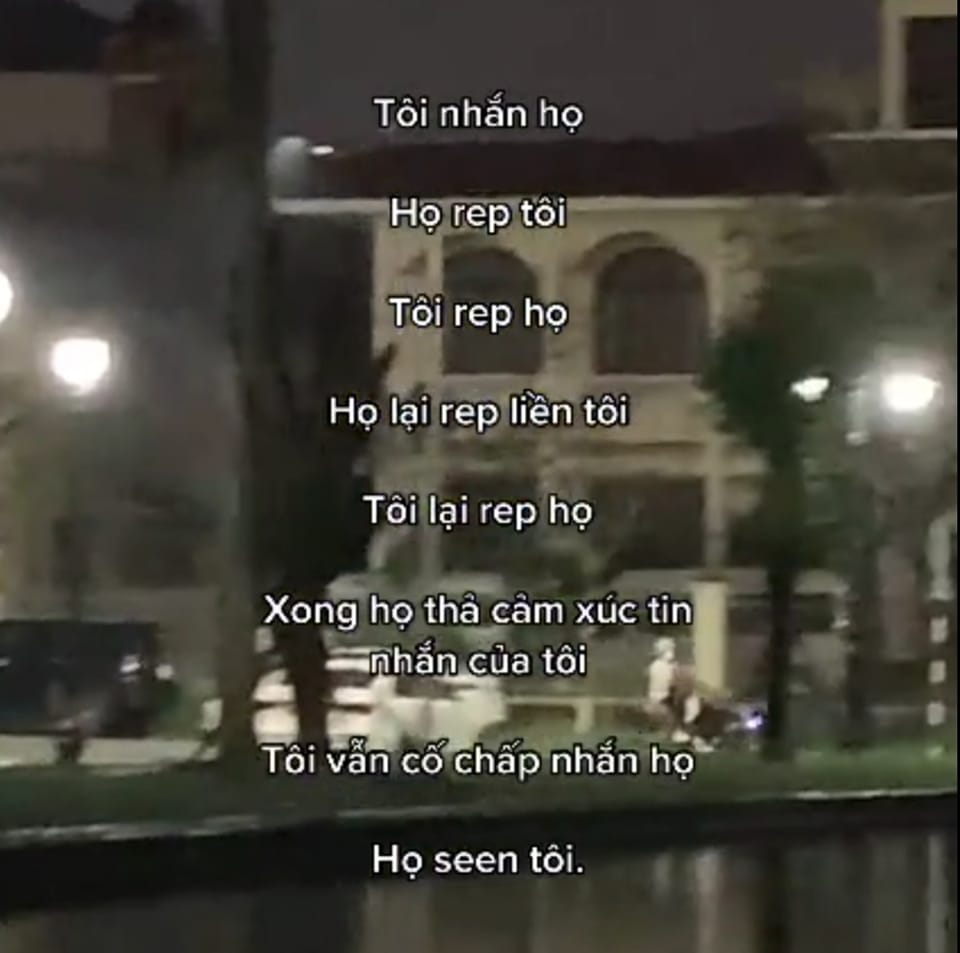 Tôi nhắn họ
Họ rep tôi
Tôi rep họ
Họ lại rep liền tôi
Tôi lại rep họ
Xong họ thả cảm xúc tin
nhắn của tôi
Tôi vẫn cố chấp nhắn họ
Họ seen tôi.